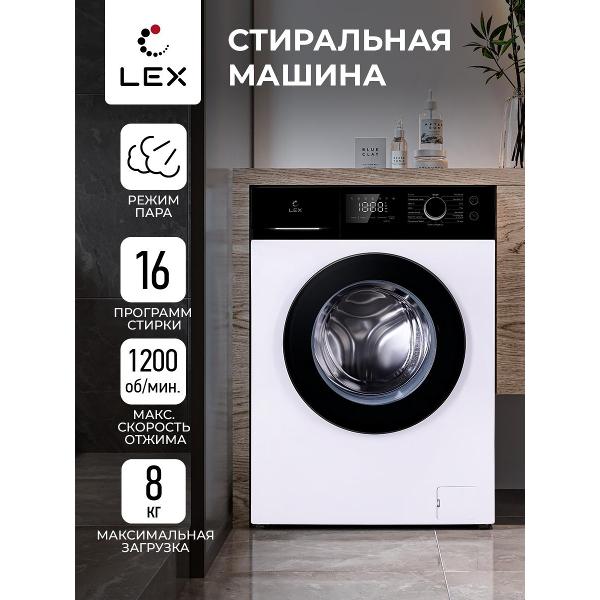 LEX
СТИРАЛЬНАЯ
МАШИНА
РЕЖИМ
ПАРА
16
ПРОГРАММ
СТИРКИ
1200
об/мин.
МАКС.
СКОРОСТЬ
ОТЖИМА
8
КГ
МАКСИМАЛЬНАЯ
ЗАГРУЗКА
BLUE
CLAY
LEX